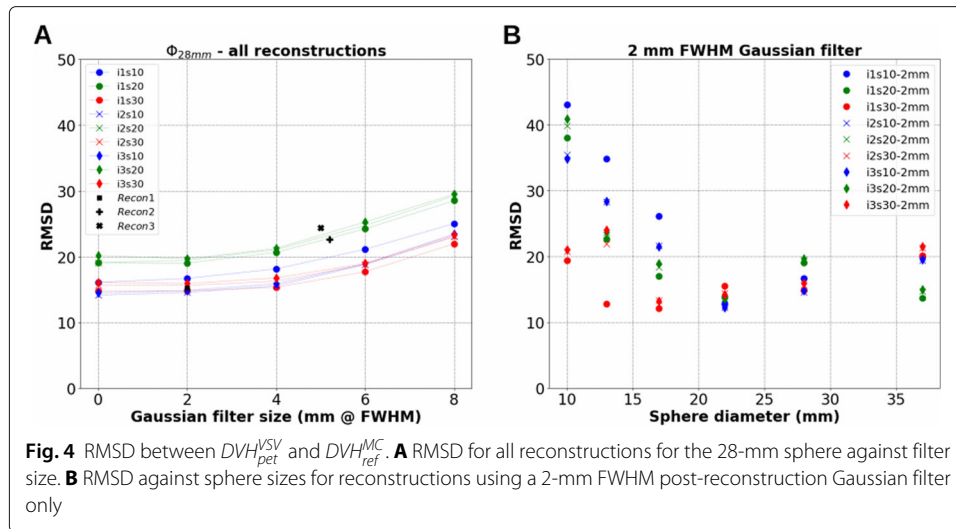 A
Φ28mm - all reconstructions
RMSD
50
40
30
20
10
0
i1s10
i1s20
i1s30
i2s10
i2s20
i2s30
i3s10
i3s20
i3s30
Recon1
Recon2
Recon3
0 2 4 6 8
Gaussian filter size (mm @ FWHM)
B
2 mm FWHM Gaussian filter
RMSD
50
40
30
20
10
0
i1s10-2mm
i1s20-2mm
i1s30-2mm
i2s10-2mm
i2s20-2mm
i2s30-2mm
i3s10-2mm
i3s20-2mm
i3s30-2mm
10 15 20 25 30 35
Sphere diameter (mm)
Fig. 4 RMSD between DVH^VSV_pet and DVH^MC_ref. A RMSD for all reconstructions for the 28-mm sphere against filter
size. B RMSD against sphere sizes for reconstructions using a 2-mm FWHM post-reconstruction Gaussian filter
only